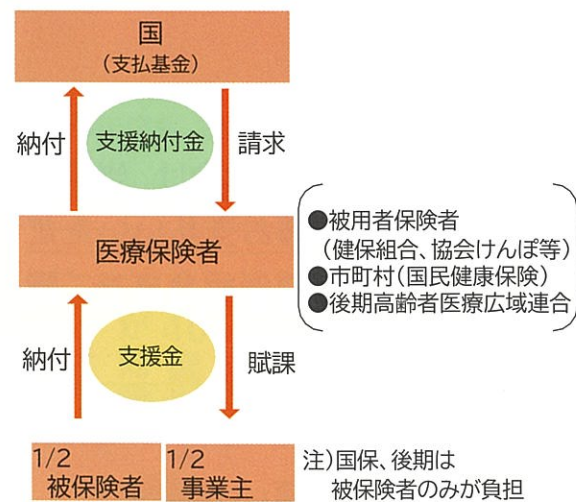 国
(支払基金)
納付
支援納付金
請求
医療保険者
●被用者保険者
(健保組合、協会けんぽ等)
●市町村(国民健康保険)
●後期高齢者医療広域連合
納付
支援金
賦課
1/2
被保険者
1/2
事業主
注)国保、後期は
被保険者のみが負担